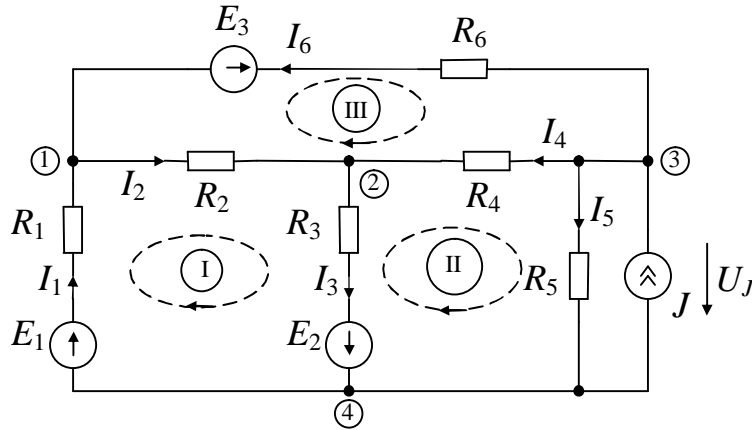 E3 I6 R6
III
1 I4 3
I2 R2 2 R4
R1 R3 I5
I II
I1 I3 R5 J UJ
E1 E2
4